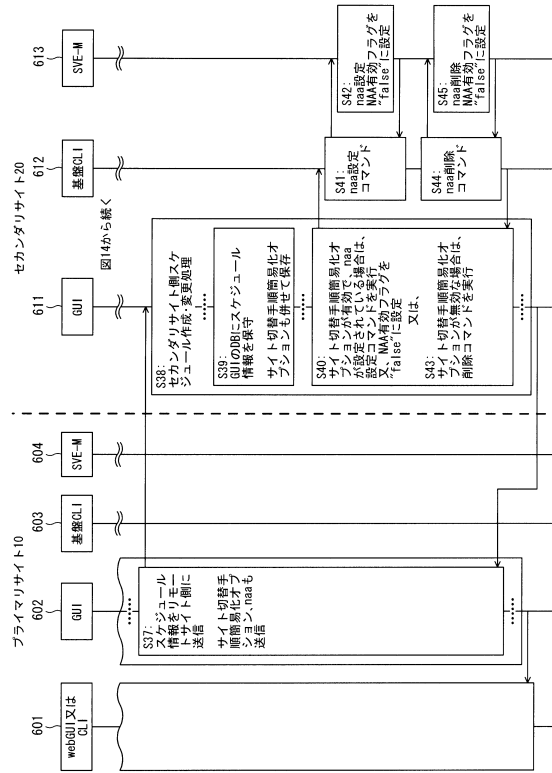 プライマリサイト10
セカンダリサイト20
601
602
603
604
611
612
613
webGUI又は
CLI
GUI
基盤CLI
SVE-M
GUI
基盤CLI
SVE-M
図14から続く
S37:
スケジュール
情報をリモー
トサイト側に
送信
サイト切替手
順簡易化オプ
ション、naaも
送信
S38:
セカンダリサイト側スケ
ジュール作成・変更処理
S39:
GUIのDBにスケジュール
情報を保守
サイト切替手順簡易化オ
プションも併せて保存
S40:
サイト切替手順簡易化オ
プションが有効で、naa
が設定されている場合は、
設定コマンドを実行
又、NAA有効フラグを
"false"に設定
又は、
S43:
サイト切替手順簡易化オ
プションが無効な場合は、
削除コマンドを実行
S41:
naa設定
コマンド
S42:
naa設定
NAA有効フラグを
"false"に設定
S44:
naa削除
コマンド
S45:
naa削除
NAA有効フラグを
"false"に設定